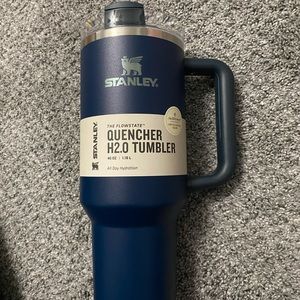 STANLEY
STANLEY
THE FLOWSTATE™
QUENCHER
H2.0 TUMBLER
40 OZ | 1.18 L
All Day Hydration